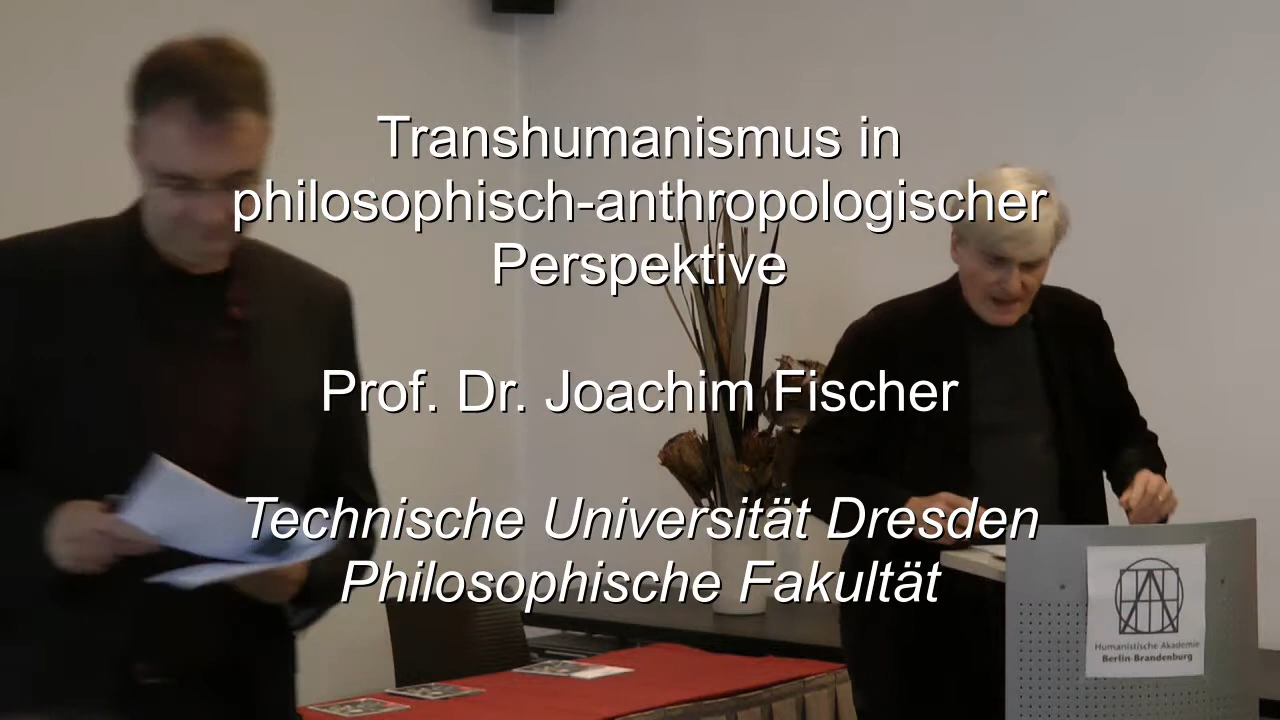 Transhumanismus in
philosophisch-anthropologischer
Perspektive
Prof. Dr. Joachim Fischer
Technische Universität Dresden
Philosophische Fakultät
Humanistische Akademie
Berlin-Brandenburg